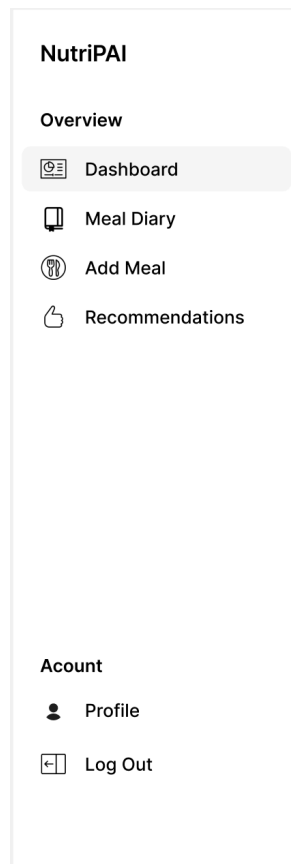 NutriPAI
Overview
Dashboard
Meal Diary
Add Meal
Recommendations
Acount
Profile
Log Out